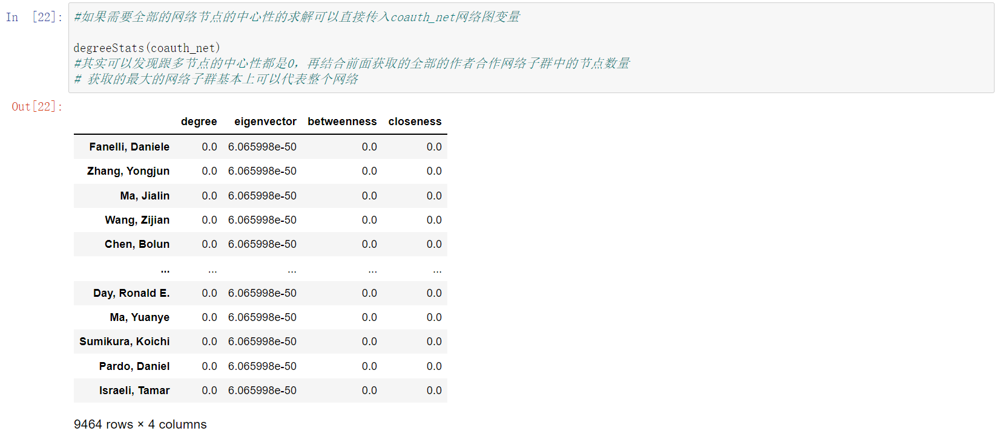 In [22]: #如果需要全部的网络节点的中心性的求解可以直接传入coauth_net网络图变量
degreeStats(coauth_net)
#其实可以发现跟多节点的中心性都是0，再结合前面获取的全部的作者合作网络子群中的节点数量
# 获取的最大的网络子群基本上可以代表整个网络
Out[22]:
degree eigenvector betweenness closeness
Fanelli, Daniele 0.0 6.065998e-50 0.0 0.0
Zhang, Yongjun 0.0 6.065998e-50 0.0 0.0
Ma, Jialin 0.0 6.065998e-50 0.0 0.0
Wang, Zijian 0.0 6.065998e-50 0.0 0.0
Chen, Bolun 0.0 6.065998e-50 0.0 0.0
... ... ... ... ...
Day, Ronald E. 0.0 6.065998e-50 0.0 0.0
Ma, Yuanye 0.0 6.065998e-50 0.0 0.0
Sumikura, Koichi 0.0 6.065998e-50 0.0 0.0
Pardo, Daniel 0.0 6.065998e-50 0.0 0.0
Israeli, Tamar 0.0 6.065998e-50 0.0 0.0
9464 rows × 4 columns